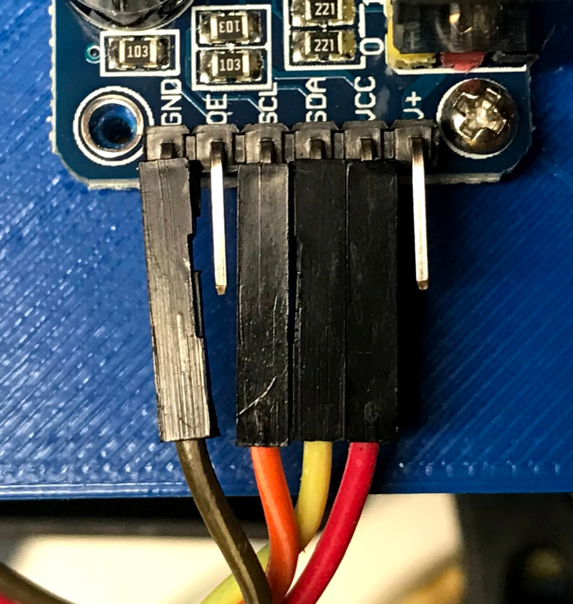 221
103
103
103
221
GND
OE
SCL
SDA
VCC
V+